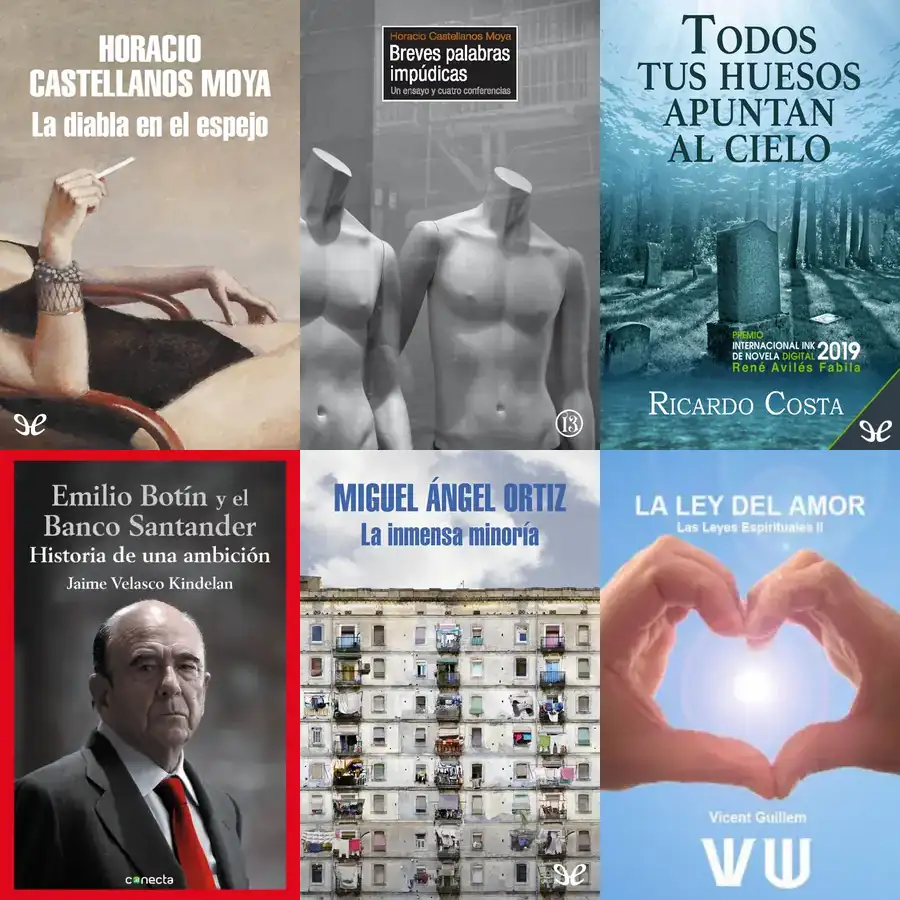 HORACIO
CASTELLANOS MOYA
La diabla en el espejo
Horacio Castellanos Moya
Breves palabras
impúdicas
Un ensayo y cuatro conferencias
13
TODOS
TUS HUESOS
APUNTAN
AL CIELO
PREMIO
INTERNACIONAL INK
DE NOVELA DIGITAL 2019
René Avilés Fabila
RICARDO COSTA
Emilio Botín y el
Banco Santander
Historia de una ambición
Jaime Velasco Kindelan
conecta
MIGUEL ÁNGEL ORTIZ
La inmensa minoría
LA LEY DEL AMOR
Las Leyes Espirituales II
Vicent Guillem